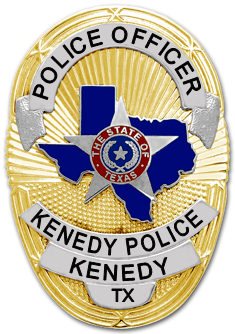 POLICE OFFICER
THE STATE OF
TEXAS
KENEDY POLICE
KENEDY
TX